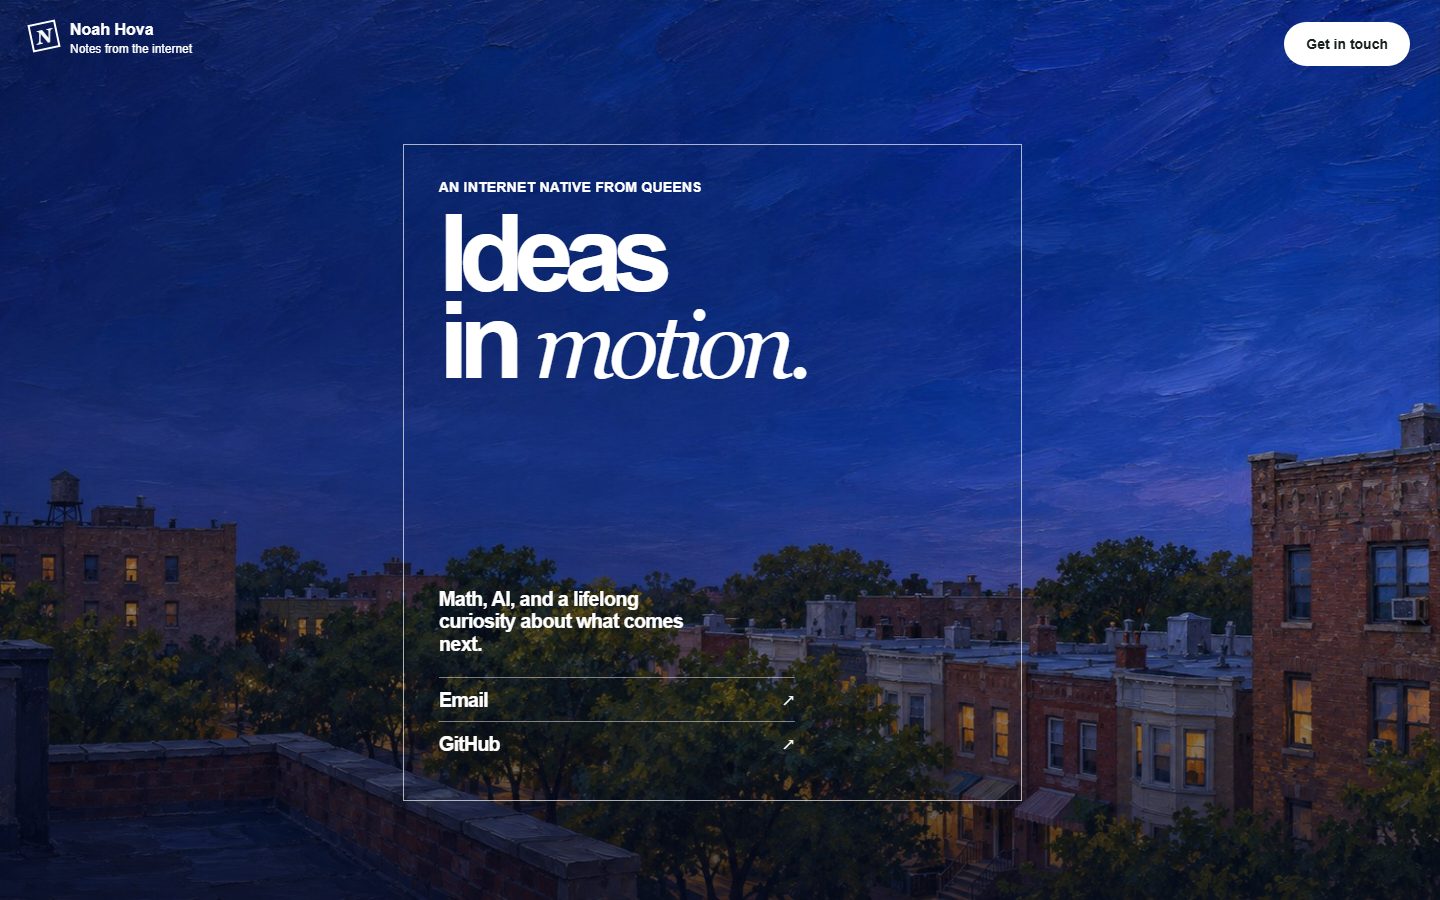 N
Noah Hova
Notes from the internet
Get in touch
AN INTERNET NATIVE FROM QUEENS
Ideas
in motion.
Math, AI, and a lifelong
curiosity about what comes
next.
Email ↗
GitHub ↗